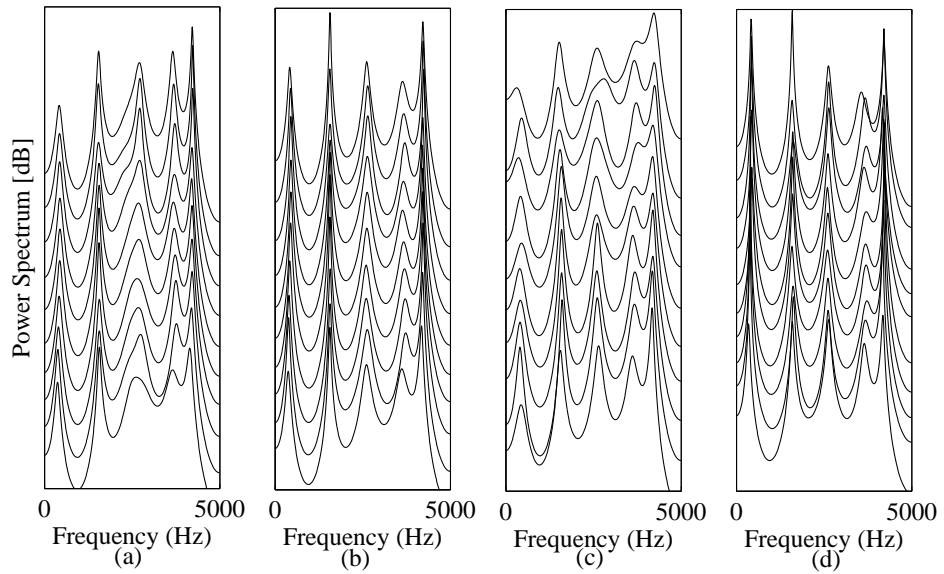 Power Spectrum [dB]
0 5000 0 5000 0 5000 0 5000
Frequency (Hz) Frequency (Hz) Frequency (Hz) Frequency (Hz)
(a) (b) (c) (d)